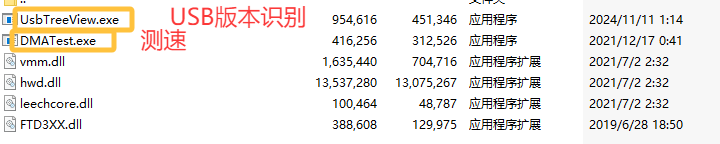 ..
UsbTreeView.exe USB版本识别 954,616 451,346 应用程序 2024/11/11 1:14
DMATest.exe 测速 416,256 312,526 应用程序 2021/12/17 0:41
vmm.dll 1,635,440 704,716 应用程序扩展 2021/7/2 2:32
hwd.dll 13,537,280 13,075,267 应用程序扩展 2021/7/2 2:32
leechcore.dll 100,464 48,787 应用程序扩展 2021/7/2 2:32
FTD3XX.dll 388,608 129,975 应用程序扩展 2019/6/28 18:50